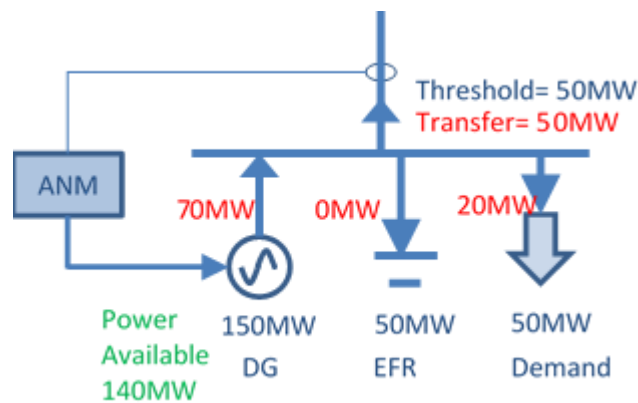 Threshold= 50MW
Transfer= 50MW
ANM
70MW
0MW
20MW
Power
Available
140MW
150MW
DG
50MW
EFR
50MW
Demand